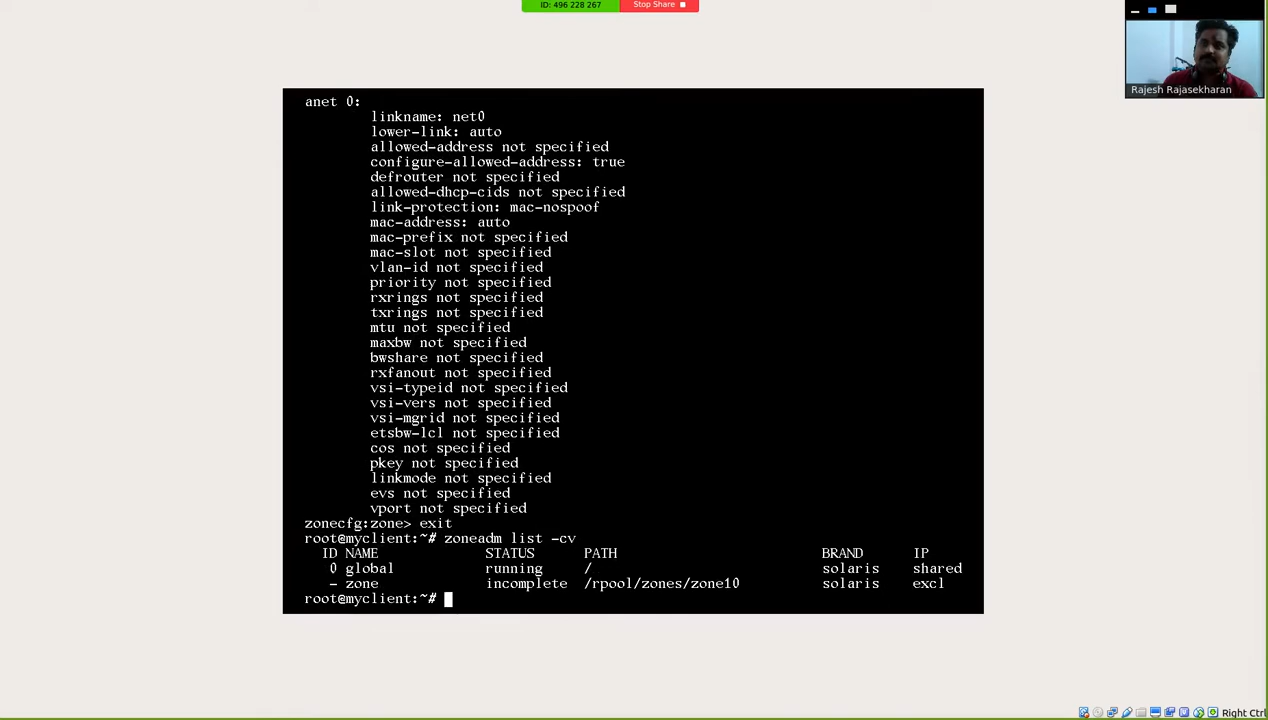 ID: 496 228 267
Stop Share
Rajesh Rajasekharan
anet 0:
linkname: net0
lower-link: auto
allowed-address not specified
configure-allowed-address: true
defrouter not specified
allowed-dhcp-cids not specified
link-protection: mac-nospoof
mac-address: auto
mac-prefix not specified
mac-slot not specified
vlan-id not specified
priority not specified
rxrings not specified
txrings not specified
mtu not specified
maxbw not specified
bwshare not specified
rxfanout not specified
vsi-typeid not specified
vsi-vers not specified
vsi-mgrid not specified
etsbw-lcl not specified
cos not specified
pkey not specified
linkmode not specified
evs not specified
vport not specified
zonecfg:zone> exit
root@myclient:~# zoneadm list -cv
ID NAME STATUS PATH BRAND IP
0 global running / solaris shared
- zone incomplete /rpool/zones/zone10 solaris excl
root@myclient:~#
Right Ctrl